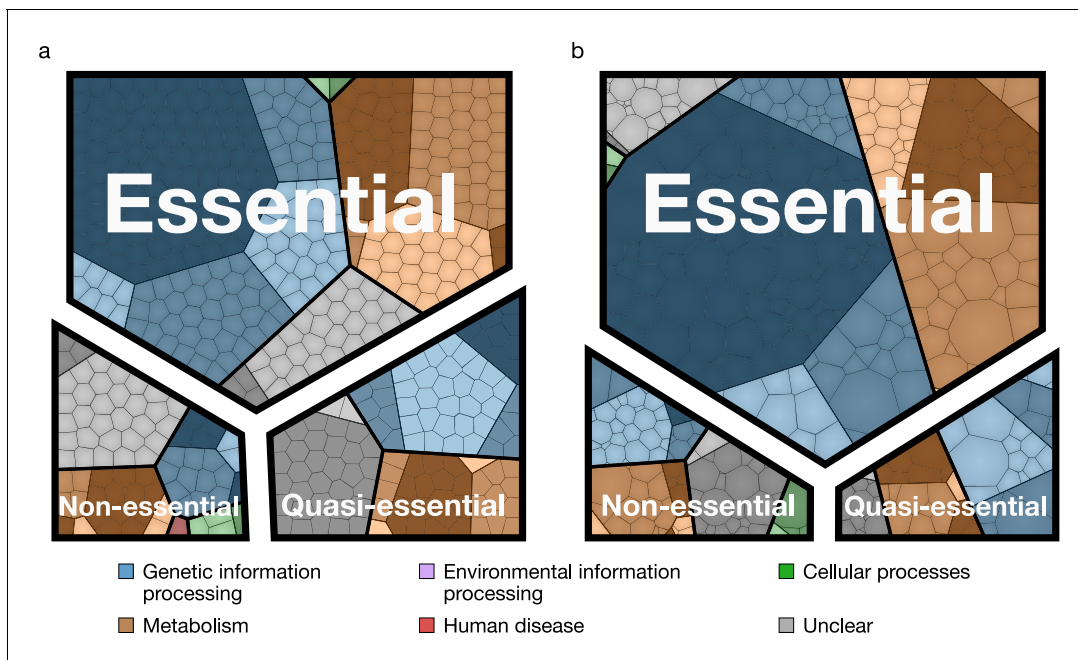 a
b
Essential
Essential
Non-essential
Quasi-essential
Non-essential
Quasi-essential
Genetic information
processing
Environmental information
processing
Cellular processes
Metabolism
Human disease
Unclear